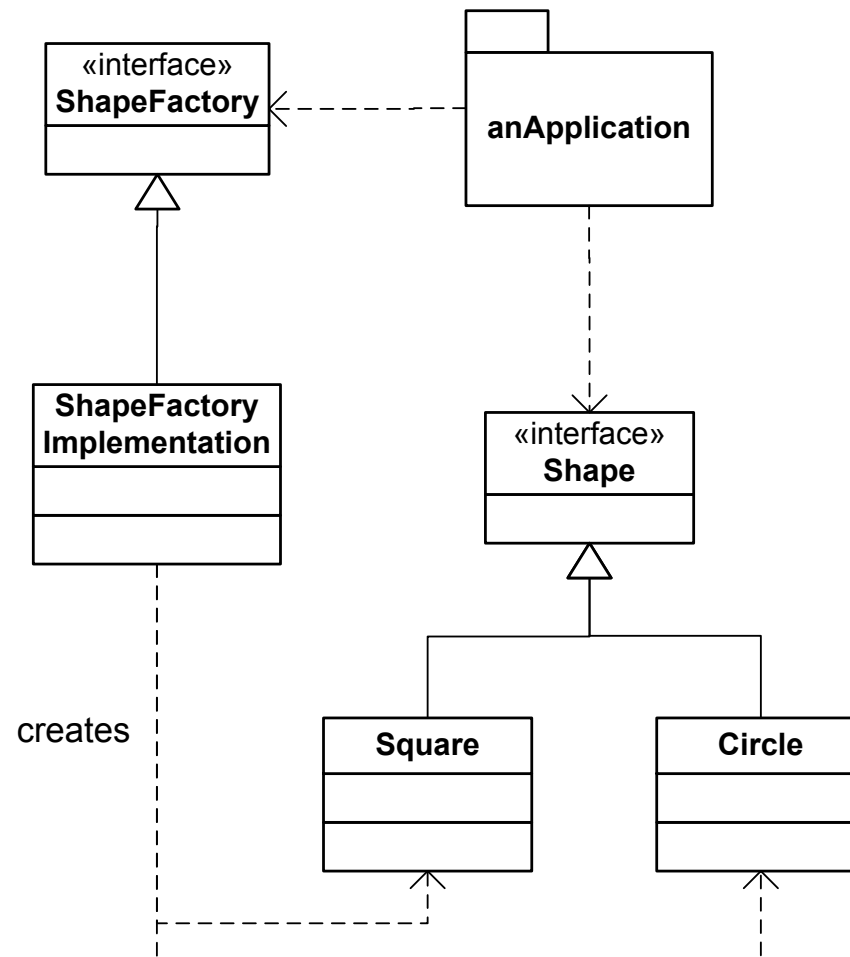 «interface»
ShapeFactory
anApplication
ShapeFactory
Implementation
«interface»
Shape
creates
Square
Circle